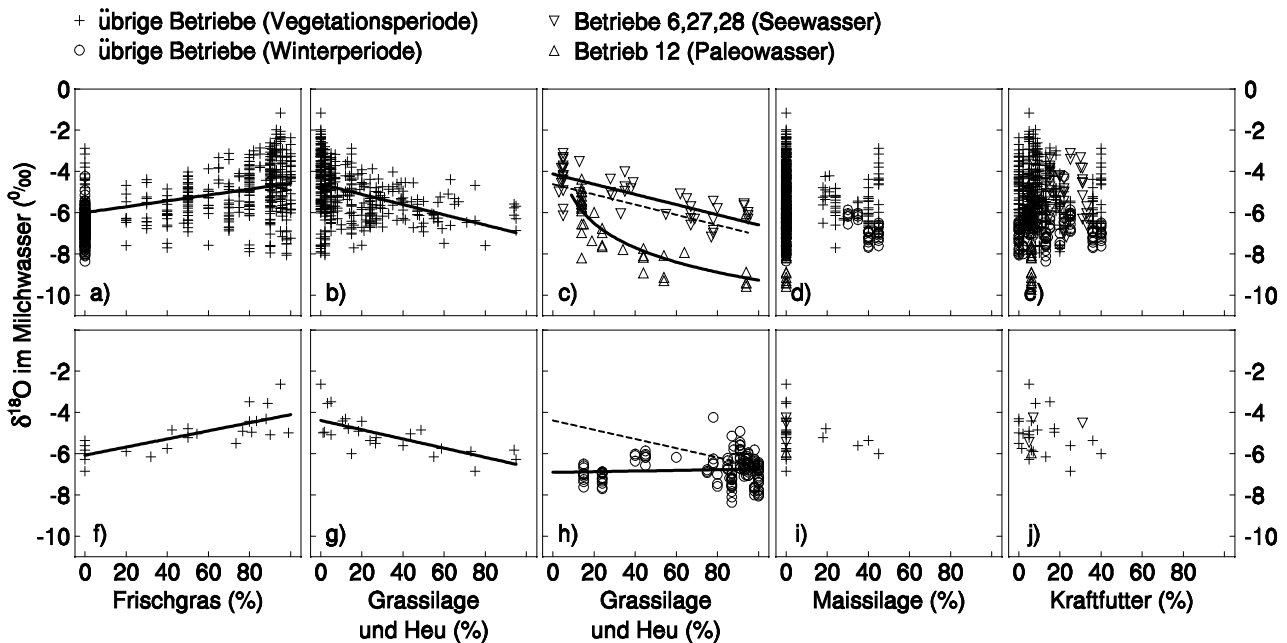 übrige Betriebe (Vegetationsperiode)
übrige Betriebe (Winterperiode)
Betriebe 6,27,28 (Seewasser)
Betrieb 12 (Paleowasser)
δ¹⁸O im Milchwasser (⁰/₀₀)
0 0
-2 -2
-4 -4
-6 -6
-8 -8
-10 -10
a) b) c) d) e)
-2 -2
-4 -4
-6 -6
-8 -8
-10 -10
f) g) h) i) j)
0 20 40 60 80 0 20 40 60 80 0 20 40 60 80 0 20 40 60 80 0 20 40 60 80 100
Frischgras (%)
Grassilage
und Heu (%)
Grassilage
und Heu (%)
Maissilage (%)
Kraftfutter (%)